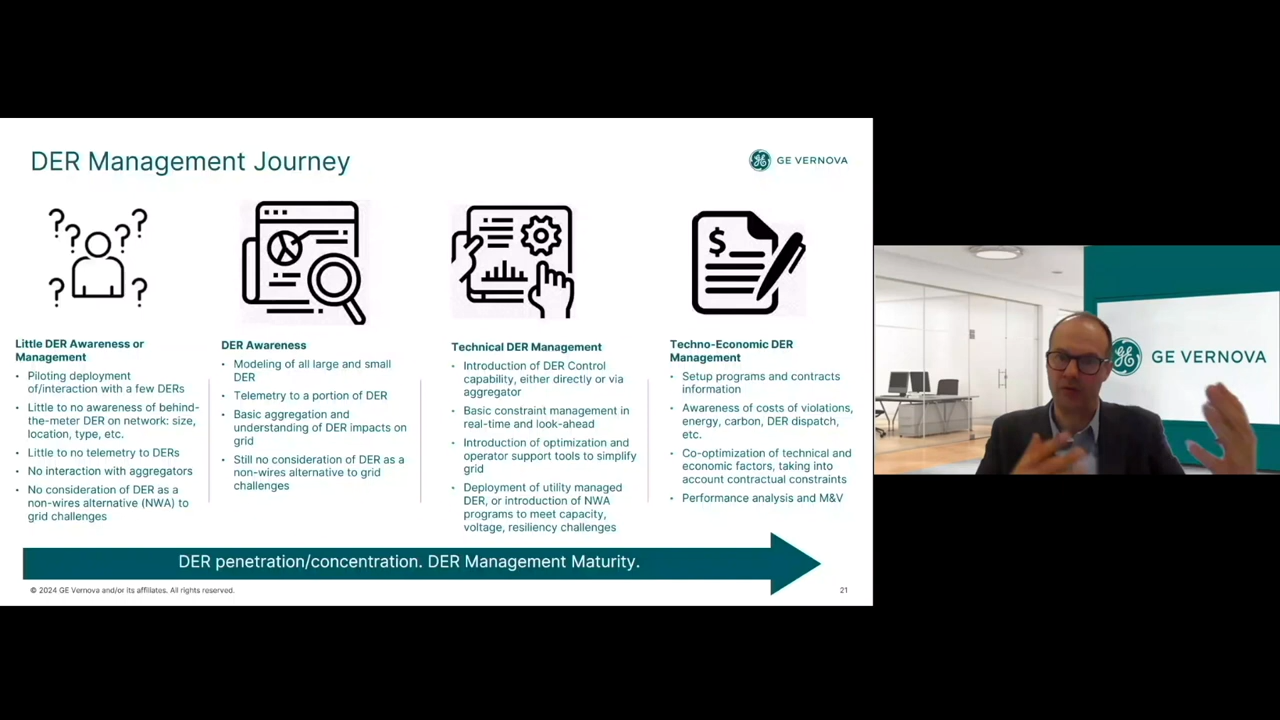 DER Management Journey
GE VERNOVA
Little DER Awareness or
Management
• Piloting deployment
of/interaction with a few DERs
• Little to no awareness of behind-
the-meter DER on network: size,
location, type, etc.
• Little to no telemetry to DERs
• No interaction with aggregators
• No consideration of DER as a
non-wires alternative (NWA) to
grid challenges
DER Awareness
• Modeling of all large and small
DER
• Telemetry to a portion of DER
• Basic aggregation and
understanding of DER impacts on
grid
• Still no consideration of DER as a
non-wires alternative to grid
challenges
Technical DER Management
• Introduction of DER Control
capability, either directly or via
aggregator
• Basic constraint management in
real-time and look-ahead
• Introduction of optimization and
operator support tools to simplify
grid
• Deployment of utility managed
DER, or introduction of NWA
programs to meet capacity,
voltage, resiliency challenges
$
Techno-Economic DER
Management
• Setup programs and contracts
information
• Awareness of costs of violations,
energy, carbon, DER dispatch,
etc.
• Co-optimization of technical and
economic factors, taking into
account contractual constraints
• Performance analysis and M&V
DER penetration/concentration. DER Management Maturity.
© 2024 GE Vernova and/or its affiliates. All rights reserved.
21
GE VERNOVA